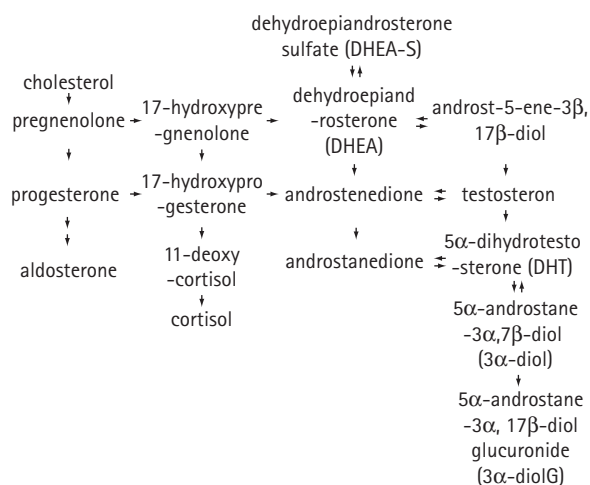 dehydroepiandrosterone
sulfate (DHEA-S)
cholesterol
pregnenolone
17-hydroxypre
-gnenolone
dehydroepiand
-rosterone
(DHEA)
androst-5-ene-3β,
17β-diol
progesterone
17-hydroxypro
-gesterone
androstenedione
testosteron
aldosterone
11-deoxy
-cortisol
androstanedione
5α-dihydrotesto
-sterone (DHT)
cortisol
5α-androstane
-3α,7β-diol
(3α-diol)
5α-androstane
-3α, 17β-diol
glucuronide
(3α-diolG)